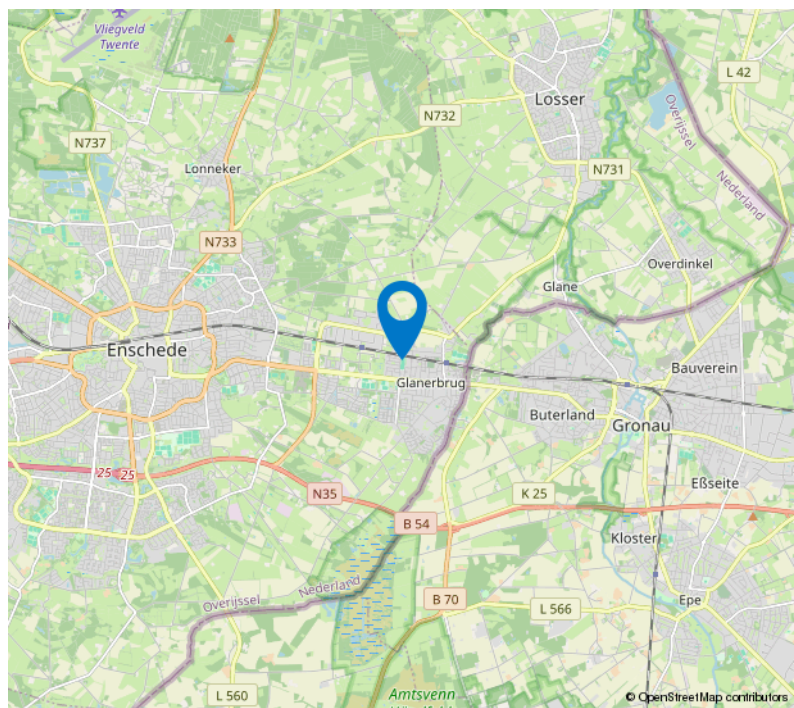 Vliegveld
Twente
L 42
Losser
N732
N737
Overijssel
Nederland
Lonneker
N731
N733
Overdinkel
Glane
Enschede
Bauverein
Glanerbrug
Buterland
Gronau
25 25
Eßseite
N35
K 25
B 54
Kloster
Nederland
Overijssel
B 70
Epe
L 566
L 560
Amtsvenn
© OpenStreetMap contributors